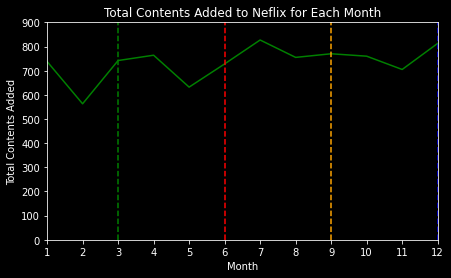 Total Contents Added to Neflix for Each Month
900
800
700
600
500
400
300
200
100
0
Total Contents Added
1 2 3 4 5 6 7 8 9 10 11 12
Month